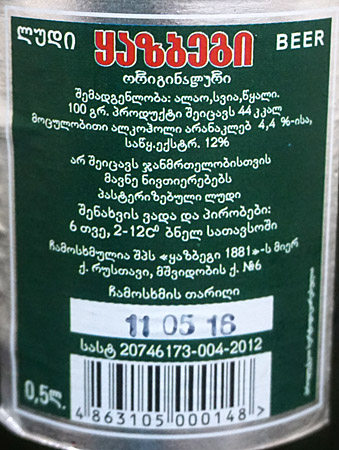 ლუდი ყაზბეგი BEER
ორიგინალური
შემადგენლობა: ალაო,სვია,წყალი.
100 გრ. პროდუქტი შეიცავს 44 კკალ
მოცულობითი ალკოჰოლი არანაკლებ 4,4 %-ისა,
საწყ.ექსტრ. 12%
არ შეიცავს ჯანმრთელობისთვის
მავნე ნივთიერებებს
პასტერიზებული ლუდი
შენახვის ვადა და პირობები:
6 თვე, 2-12C⁰ ბნელ სათავსოში
ჩამოსხმულია შპს «ყაზბეგი 1881»-ს მიერ
ქ. რუსთავი, მშვიდობის ქ. №6
ჩამოსხმის თარიღი
11 05 16
სასტ 20746173-004-2012
0,5ლ.
4 863105 000148 >